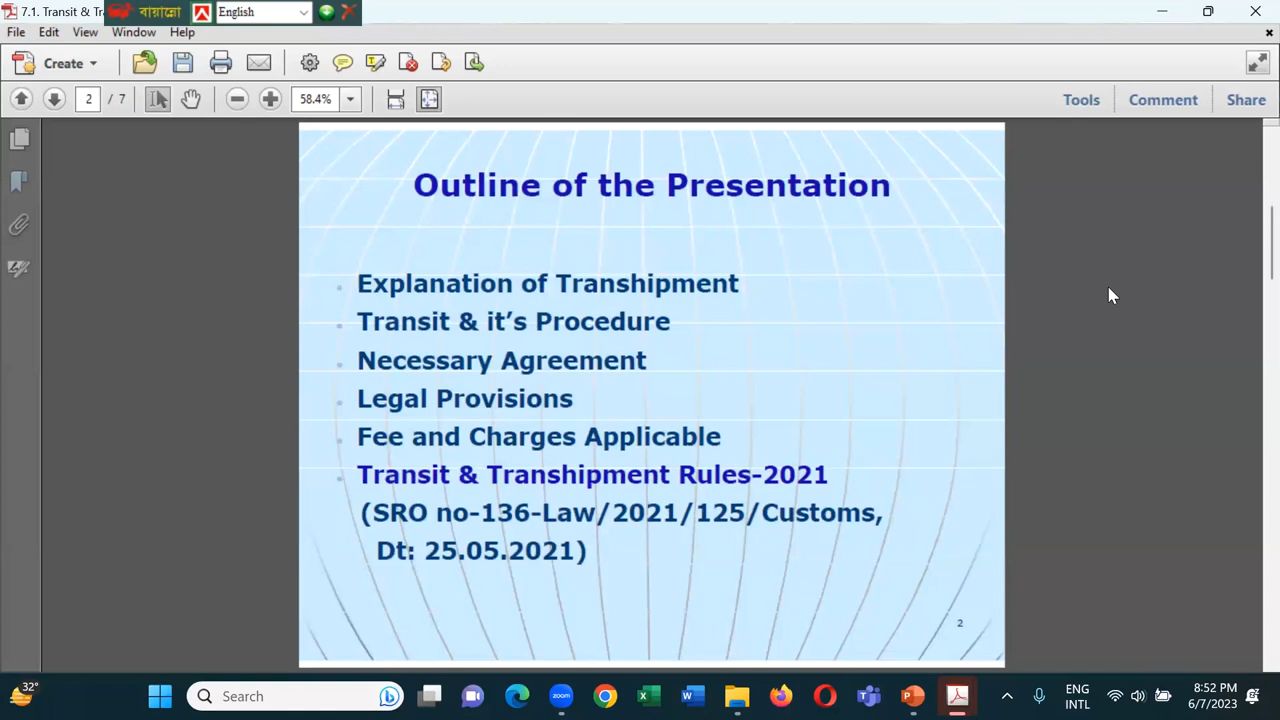 7.1. Transit & Tr
বায়ান্নো
English
File Edit View Window Help
Create
2 / 7
58.4%
Tools Comment Share
Outline of the Presentation
Explanation of Transhipment
Transit & it's Procedure
Necessary Agreement
Legal Provisions
Fee and Charges Applicable
Transit & Transhipment Rules-2021
(SRO no-136-Law/2021/125/Customs,
Dt: 25.05.2021)
2
32°
Search
zoom
ENG
INTL
8:52 PM
6/7/2023